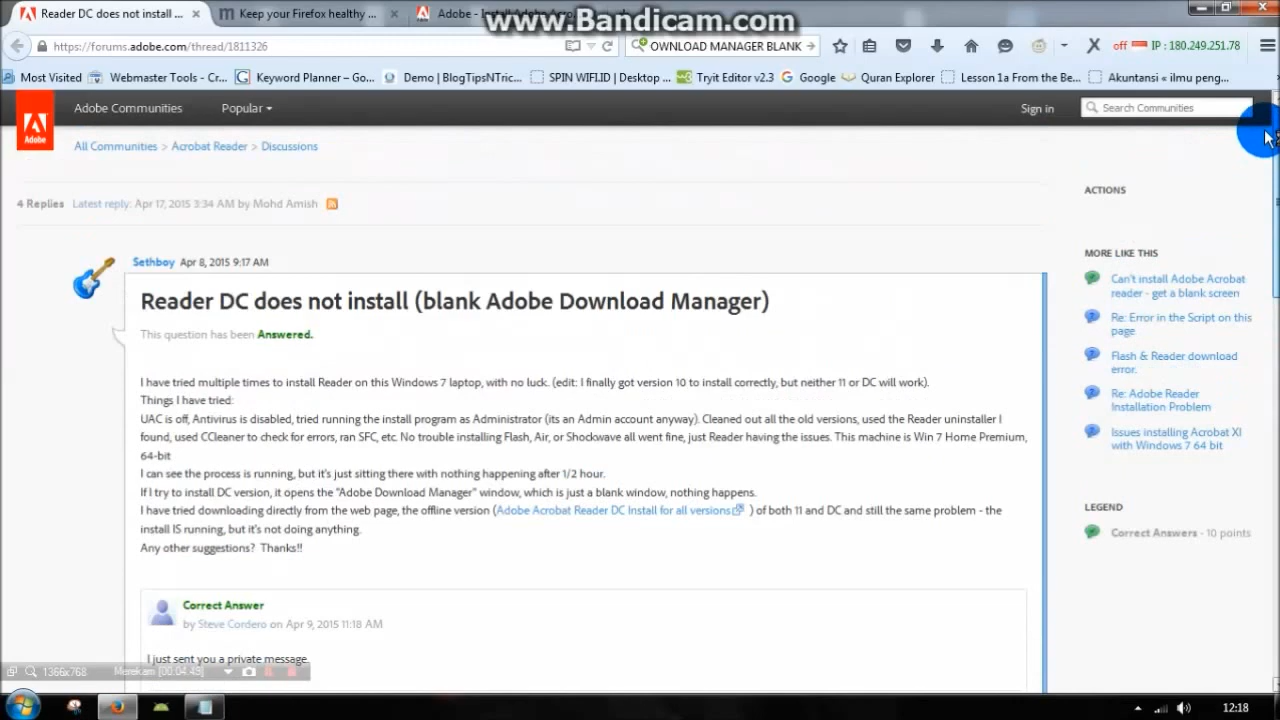 www.Bandicam.com
Reader DC does not install ...
Keep your Firefox healthy ...
Adobe - Install Adobe Acro
https://forums.adobe.com/thread/1811326
OWNLOAD MANAGER BLANK
off
IP : 180.249.251.78
Most Visited
Webmaster Tools - Cr...
Keyword Planner – Go...
Demo | BlogTipsNTric...
SPIN WIFI.ID | Desktop ...
Tryit Editor v2.3
Google
Quran Explorer
Lesson 1a From the Be...
Akuntansi « ilmu peng...
Adobe
Adobe Communities
Popular
Sign in
Search Communities
All Communities > Acrobat Reader > Discussions
4 Replies Latest reply: Apr 17, 2015 3:34 AM by Mohd Amish
Sethboy Apr 8, 2015 9:17 AM
Reader DC does not install (blank Adobe Download Manager)
This question has been Answered.
I have tried multiple times to install Reader on this Windows 7 laptop, with no luck. (edit: I finally got version 10 to install correctly, but neither 11 or DC will work).
Things I have tried:
UAC is off, Antivirus is disabled, tried running the install program as Administrator (its an Admin account anyway). Cleaned out all the old versions, used the Reader uninstaller I
found, used CCleaner to check for errors, ran SFC, etc. No trouble installing Flash, Air, or Shockwave all went fine, just Reader having the issues. This machine is Win 7 Home Premium,
64-bit
I can see the process is running, but it's just sitting there with nothing happening after 1/2 hour.
If I try to install DC version, it opens the "Adobe Download Manager" window, which is just a blank window, nothing happens.
I have tried downloading directly from the web page, the offline version (Adobe Acrobat Reader DC Install for all versions ) of both 11 and DC and still the same problem - the
install IS running, but it's not doing anything.
Any other suggestions? Thanks!!
Correct Answer
by Steve Cordero on Apr 9, 2015 11:18 AM
I just sent you a private message.
ACTIONS
MORE LIKE THIS
Can't install Adobe Acrobat
reader - get a blank screen
Re: Error in the Script on this
page
Flash & Reader download
error.
Re: Adobe Reader
Installation Problem
Issues installing Acrobat XI
with Windows 7 64 bit
LEGEND
Correct Answers - 10 points
1366x768
Merekam [00:04:45]
12:18